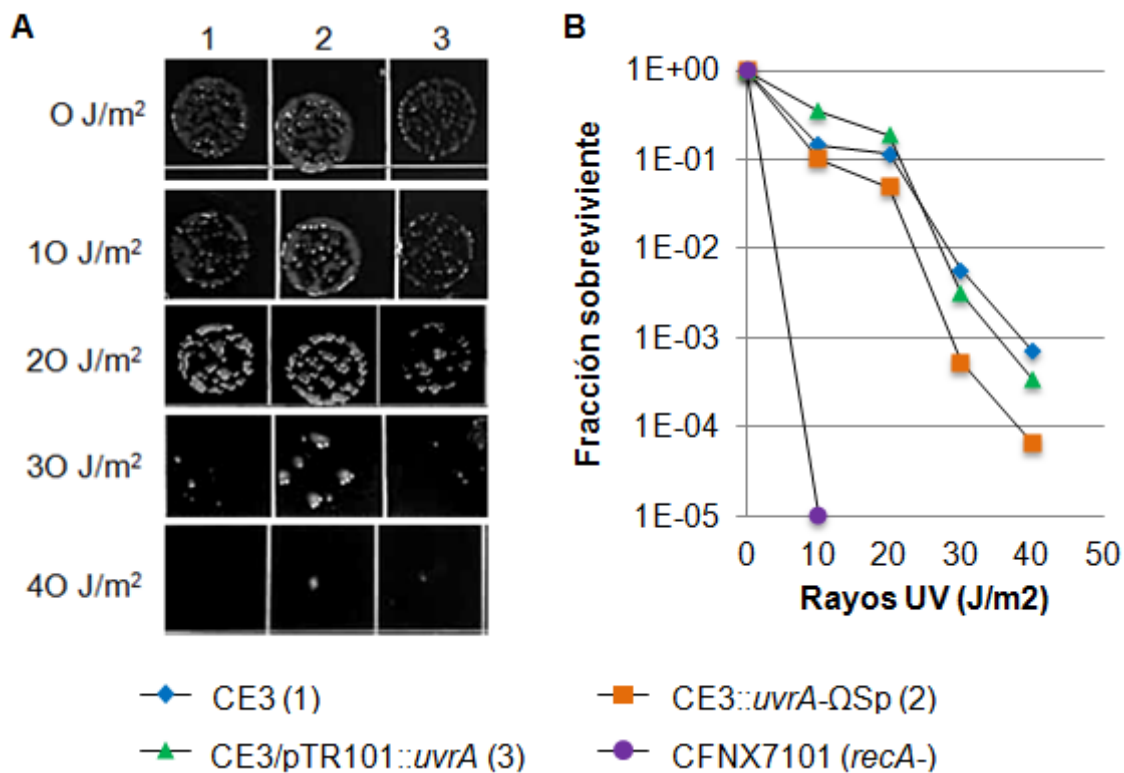 A
1 2 3
O J/m²
1O J/m²
2O J/m²
3O J/m²
4O J/m²
B
Fracción sobreviviente
1E+00
1E-01
1E-02
1E-03
1E-04
1E-05
0 10 20 30 40 50
Rayos UV (J/m2)
CE3 (1)
CE3::uvrA-ΩSp (2)
CE3/pTR101::uvrA (3)
CFNX7101 (recA-)